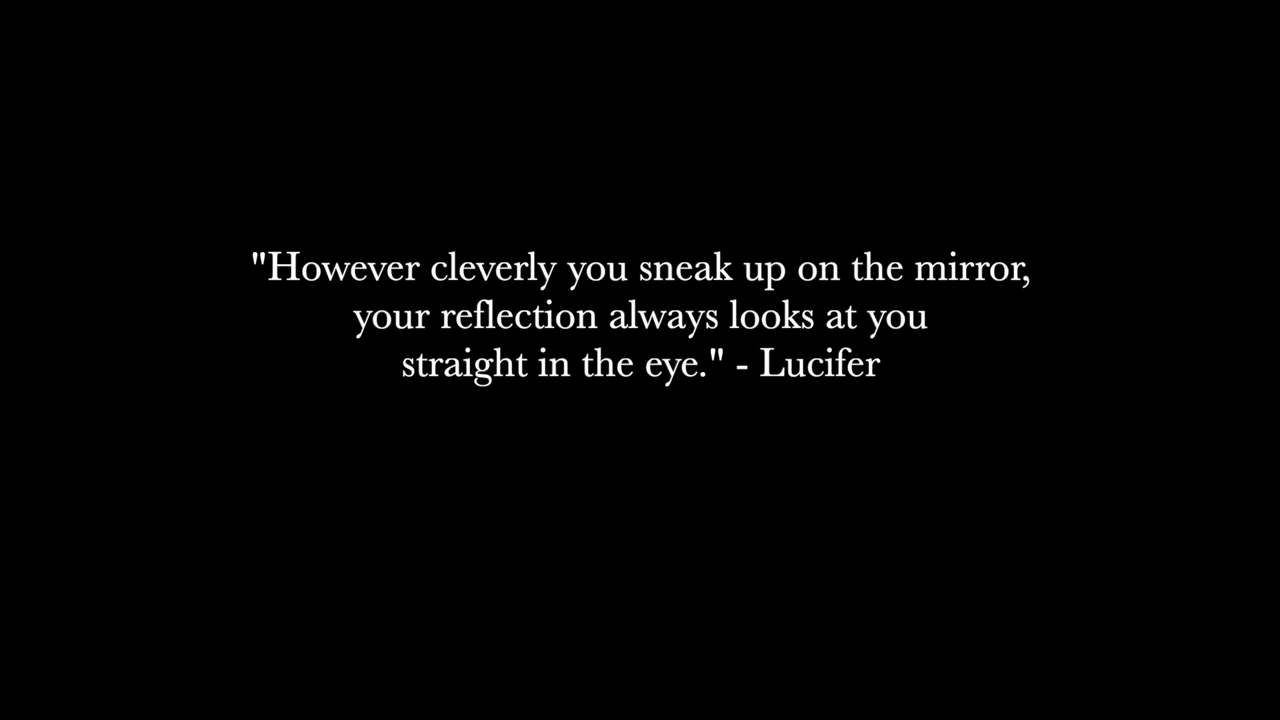 "However cleverly you sneak up on the mirror,
your reflection always looks at you
straight in the eye." - Lucifer